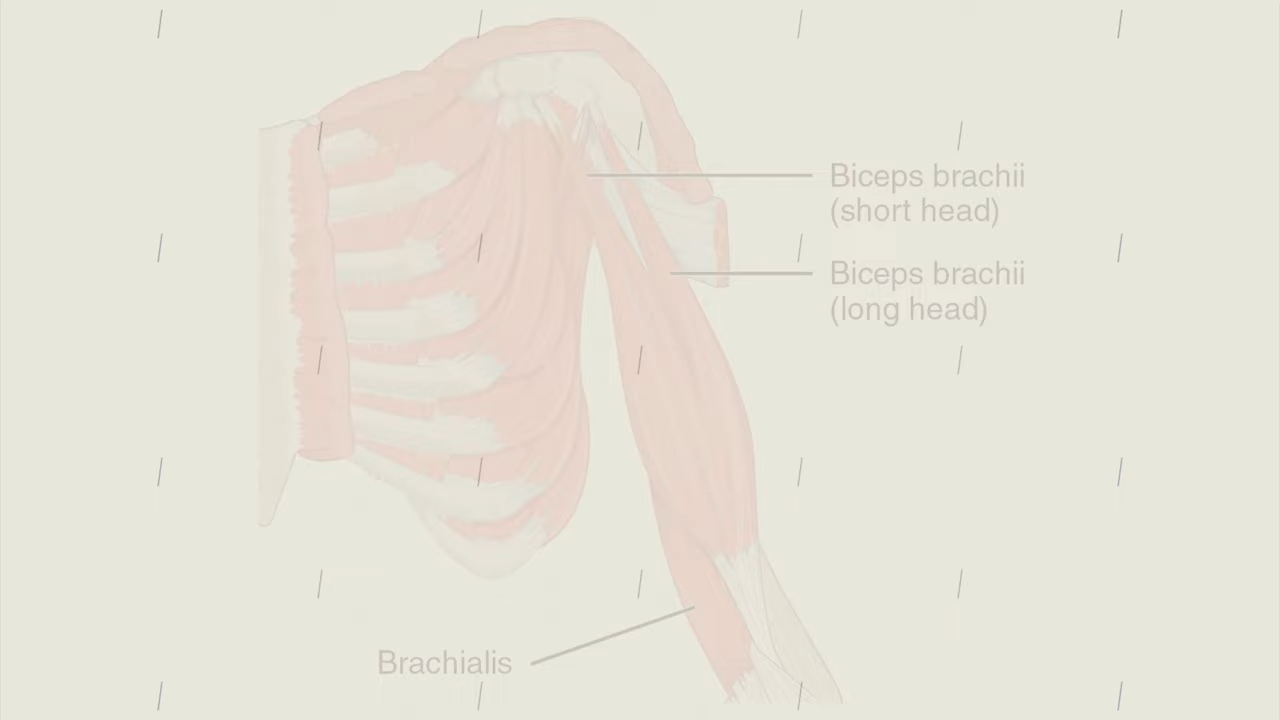 Biceps brachii
(short head)
Biceps brachii
(long head)
Brachialis